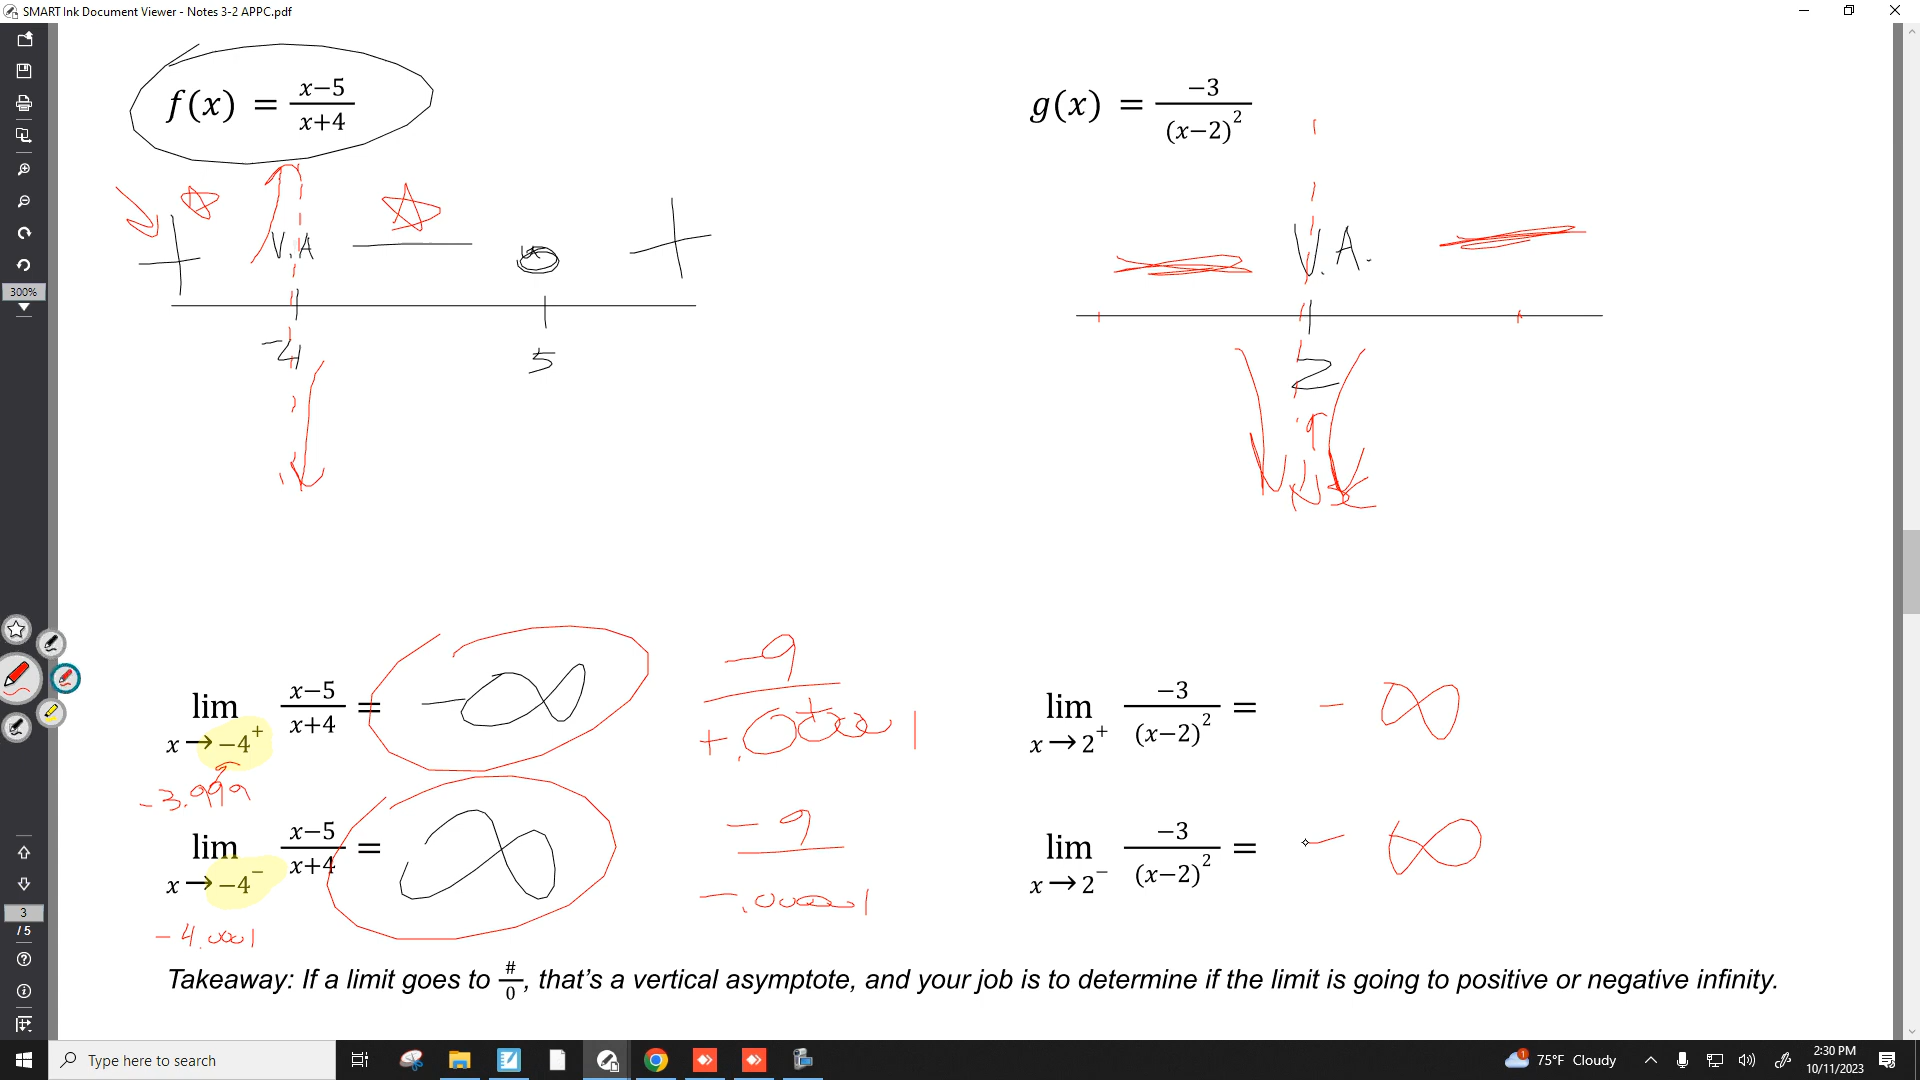 SMART Ink Document Viewer - Notes 3-2 APPC.pdf
f(x) = x−5 / x+4
+ V.A — 0 +
−4 5
g(x) = −3 / (x−2)²
V.A.
2
300%
lim x→−4⁺ x−5 / x+4 = −∞
−9
+.0000001
−3.999
lim x→−4⁻ x−5 / x+4 = ∞
−9
−.000001
−4.0001
lim x→2⁺ −3 / (x−2)² = − ∞
lim x→2⁻ −3 / (x−2)² = − ∞
Takeaway: If a limit goes to #/0, that’s a vertical asymptote, and your job is to determine if the limit is going to positive or negative infinity.
3
/ 5
Type here to search
1
75°F Cloudy
2:30 PM
10/11/2023